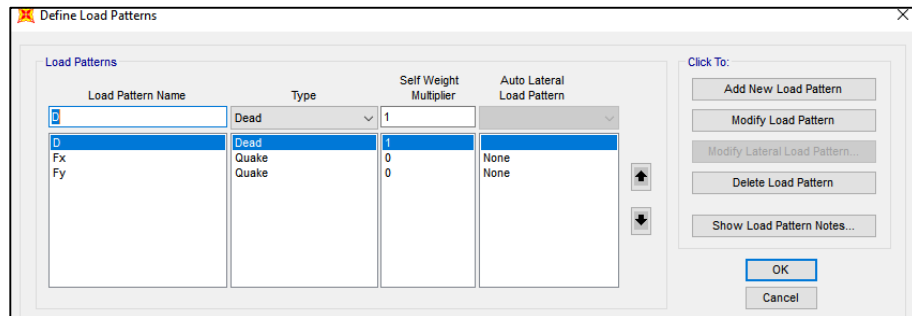 Define Load Patterns
Load Patterns
Load Pattern Name Type Self Weight Multiplier Auto Lateral Load Pattern
D Dead 1
D Dead 1
Fx Quake 0 None
Fy Quake 0 None
Click To:
Add New Load Pattern
Modify Load Pattern
Modify Lateral Load Pattern...
Delete Load Pattern
Show Load Pattern Notes...
OK
Cancel